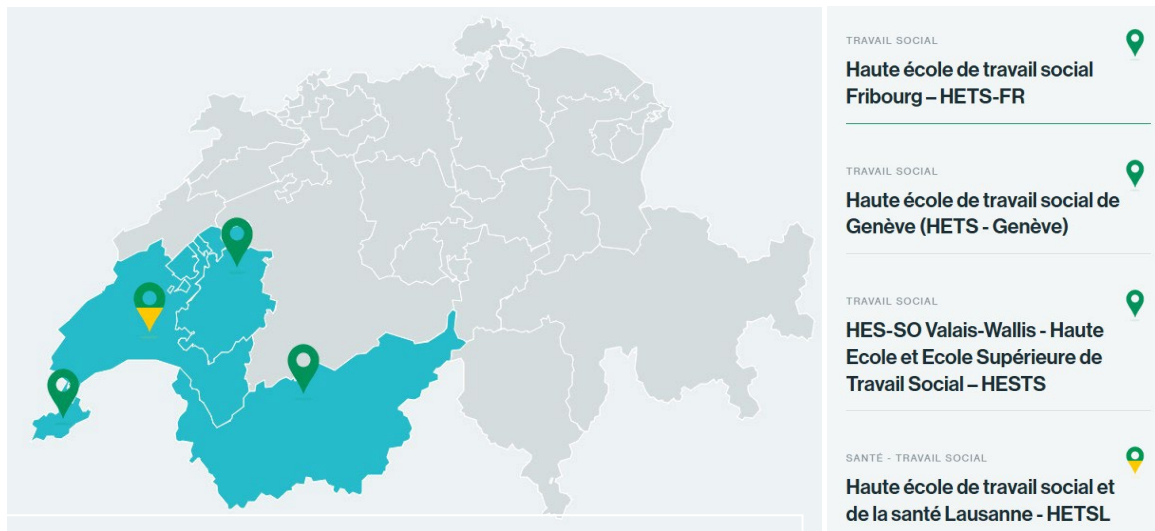 TRAVAIL SOCIAL
Haute école de travail social
Fribourg – HETS-FR
TRAVAIL SOCIAL
Haute école de travail social de
Genève (HETS - Genève)
TRAVAIL SOCIAL
HES-SO Valais-Wallis - Haute
Ecole et Ecole Supérieure de
Travail Social – HESTS
SANTÉ - TRAVAIL SOCIAL
Haute école de travail social et
de la santé Lausanne - HETSL